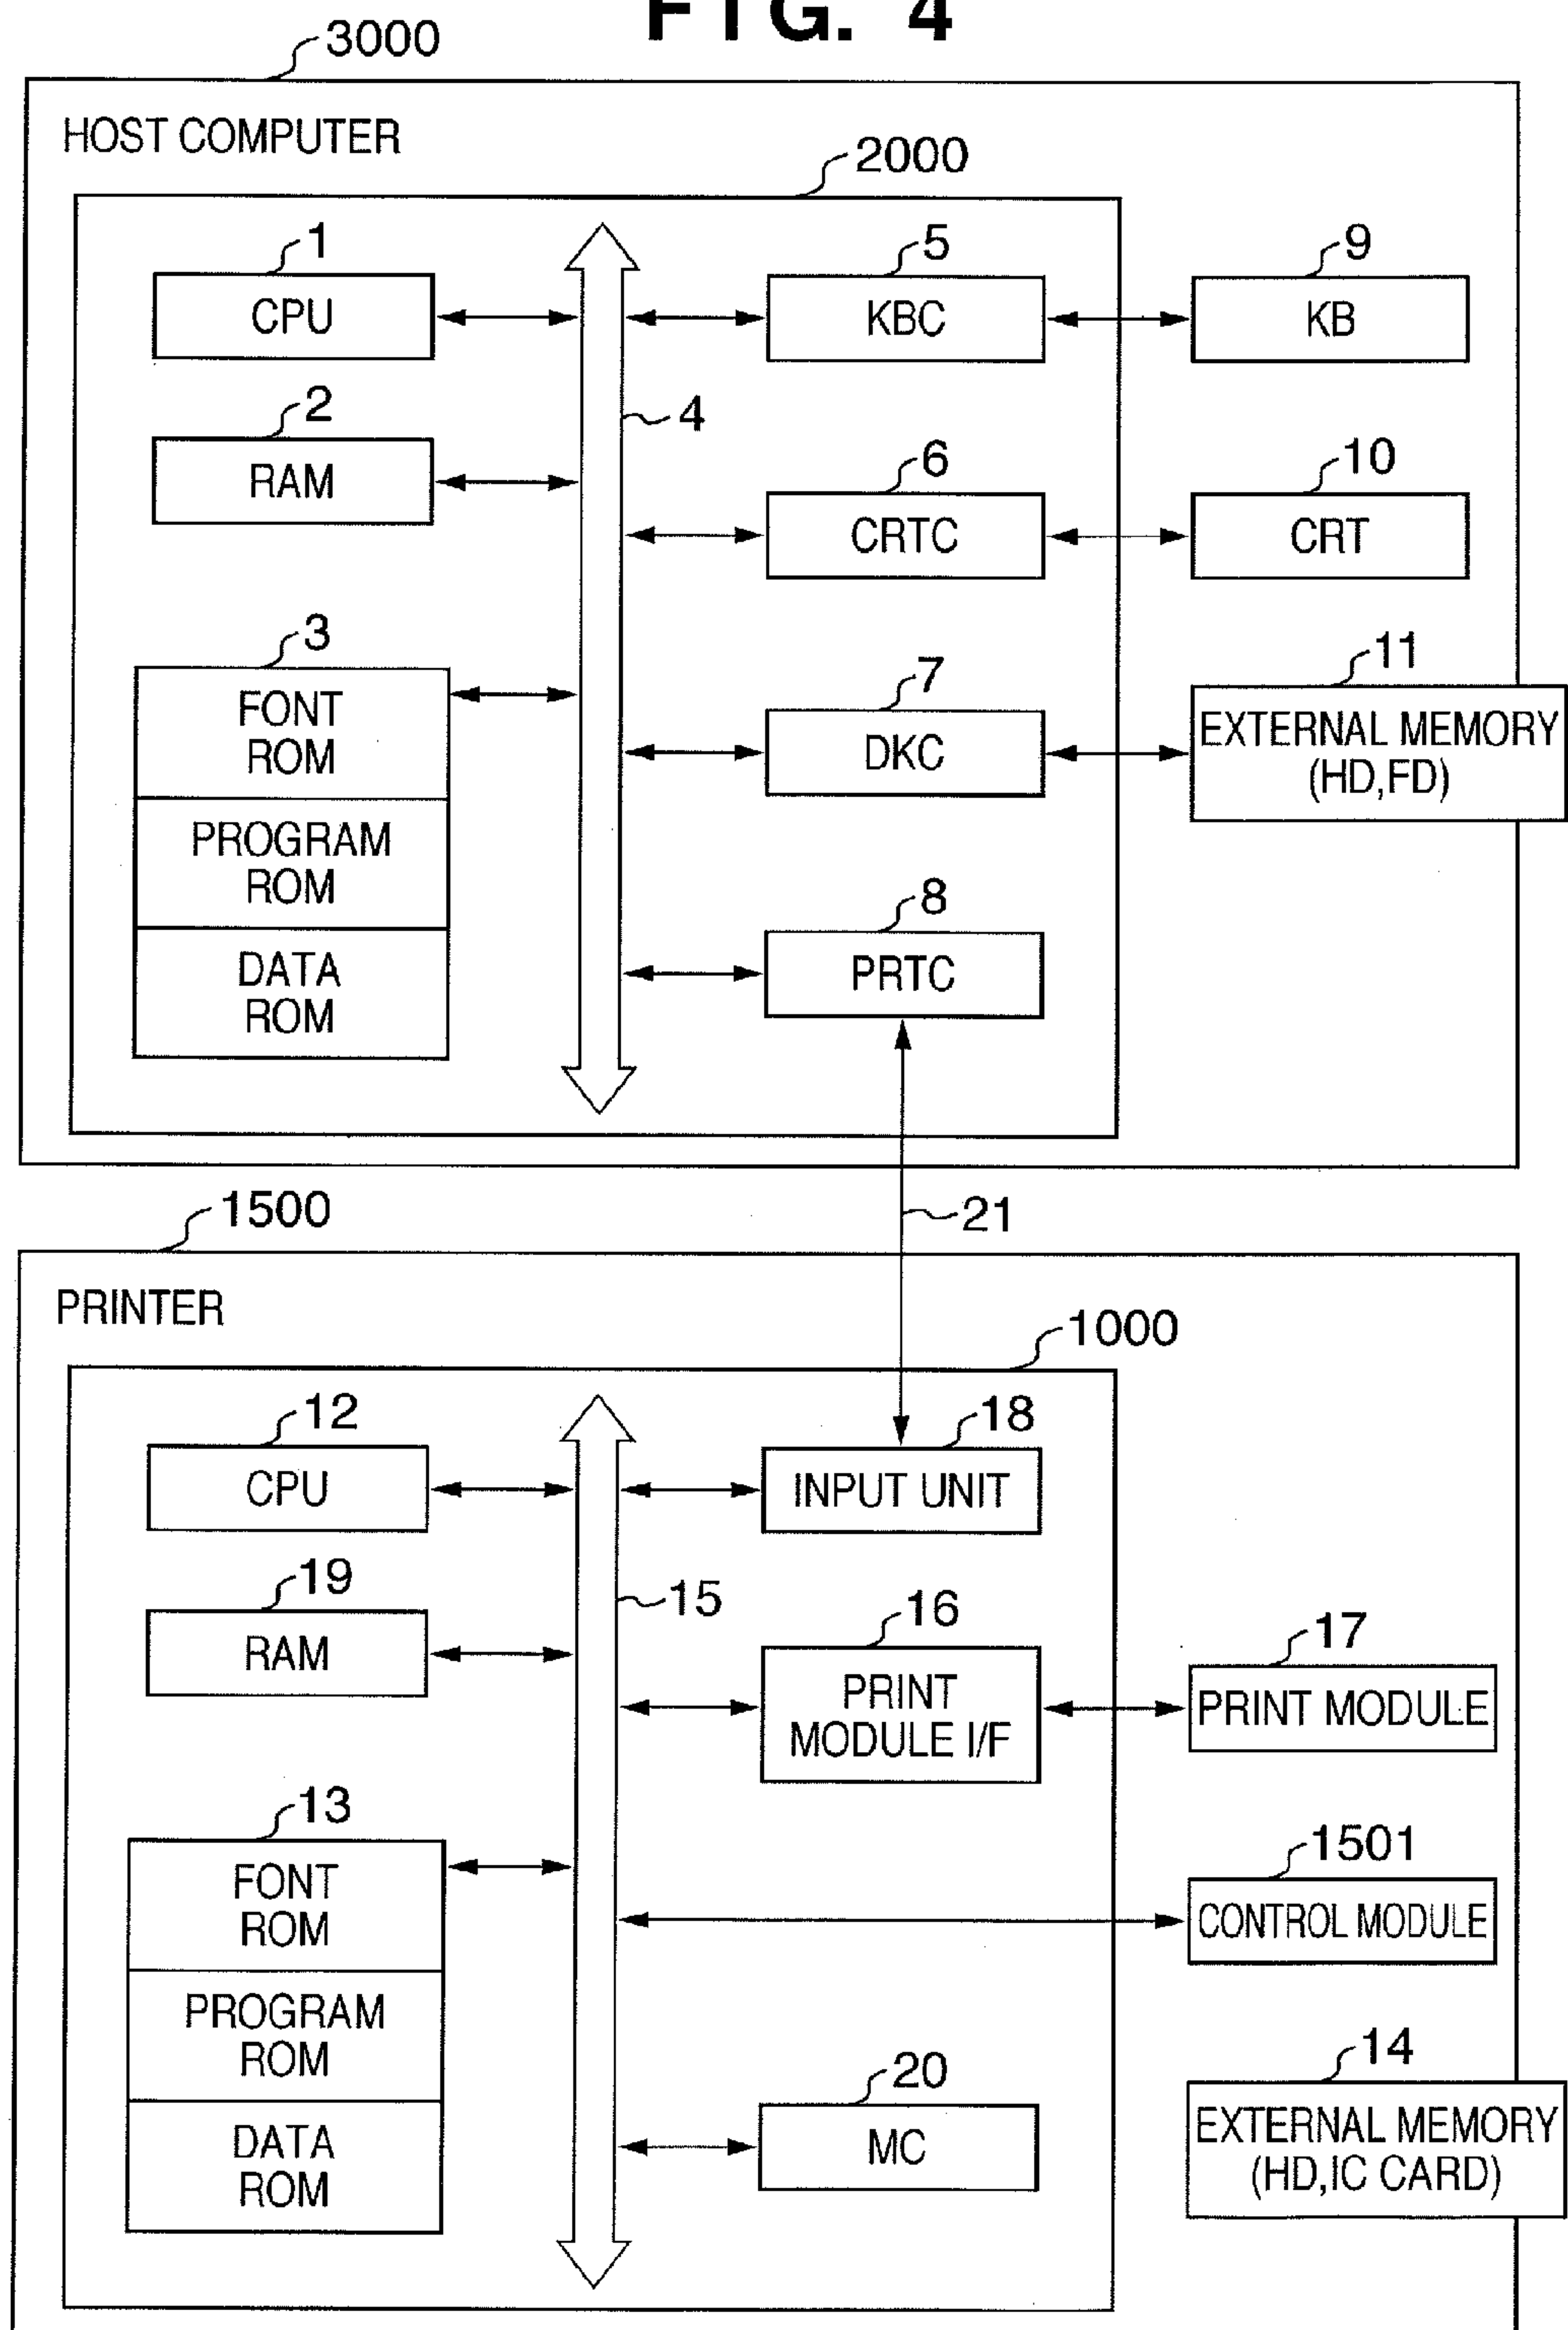 FIG. 4
3000
HOST COMPUTER
2000
1
CPU
5
KBC
9
KB
2
RAM
4
6
CRTC
10
CRT
3
FONT
ROM
PROGRAM
ROM
DATA
ROM
7
DKC
11
EXTERNAL MEMORY
(HD,FD)
8
PRTC
21
1500
PRINTER
1000
12
CPU
18
INPUT UNIT
19
RAM
15
16
PRINT
MODULE I/F
17
PRINT MODULE
13
FONT
ROM
PROGRAM
ROM
DATA
ROM
1501
CONTROL MODULE
20
MC
14
EXTERNAL MEMORY
(HD,IC CARD)